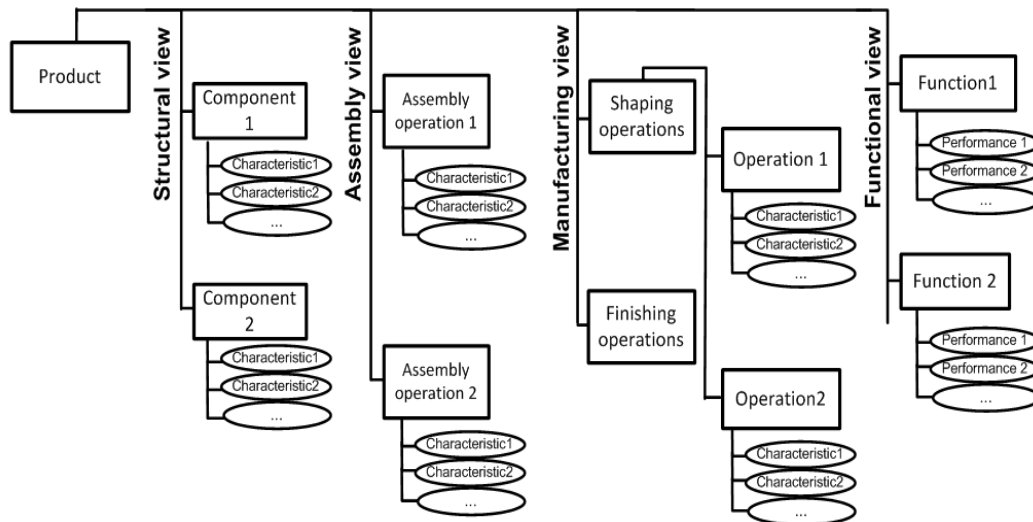 Product
Structural view
Component
1
Characteristic1
Characteristic2
...
Component
2
Characteristic1
Characteristic2
...
Assembly view
Assembly
operation 1
Characteristic1
Characteristic2
...
Assembly
operation 2
Characteristic1
Characteristic2
...
Manufacturing view
Shaping
operations
Operation 1
Characteristic1
Characteristic2
...
Finishing
operations
Operation2
Characteristic1
Characteristic2
...
Functional view
Function1
Performance 1
Performance 2
...
Function 2
Performance 1
Performance 2
...